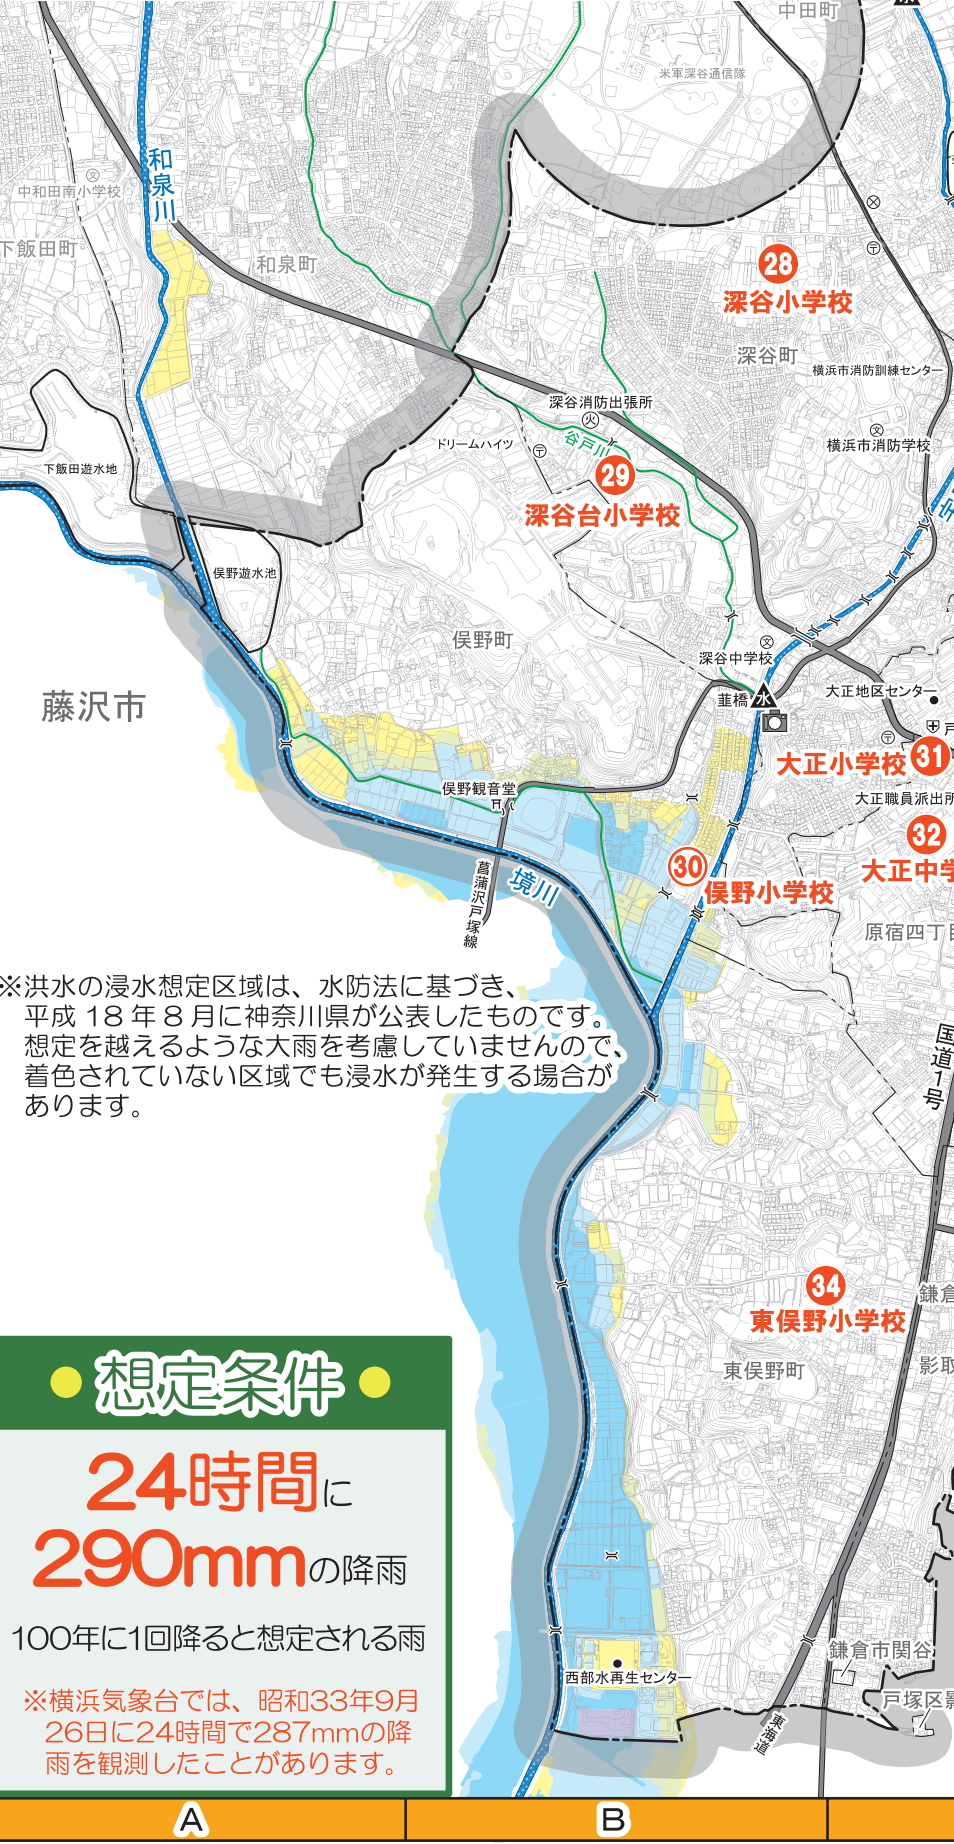 中田町
米軍深谷通信隊
和泉川
中和田南小学校
下飯田町
和泉町
28
深谷小学校
深谷町
横浜市消防訓練センター
深谷消防出張所
火
谷戸川
ドリームハイツ
横浜市消防学校
下飯田遊水地
29
深谷台小学校
俣野遊水池
俣野町
深谷中学校
藤沢市
韮橋
水
大正地区センター
大正小学校
31
俣野観音堂
大正職員派出所
32
30
大正中学
菖蒲沢戸塚線
境川
俣野小学校
原宿四丁目
※洪水の浸水想定区域は、水防法に基づき、
平成 18 年 8 月に神奈川県が公表したものです。
想定を越えるような大雨を考慮していませんので、
着色されていない区域でも浸水が発生する場合が
あります。
国道1号
34
東俣野小学校
鎌倉
影取
東俣野町
想定条件
24時間に
290mmの降雨
100年に1回降ると想定される雨
※横浜気象台では、昭和33年9月
26日に24時間で287mmの降
雨を観測したことがあります。
西部水再生センター
鎌倉市関谷
戸塚区影
東海道
A
B